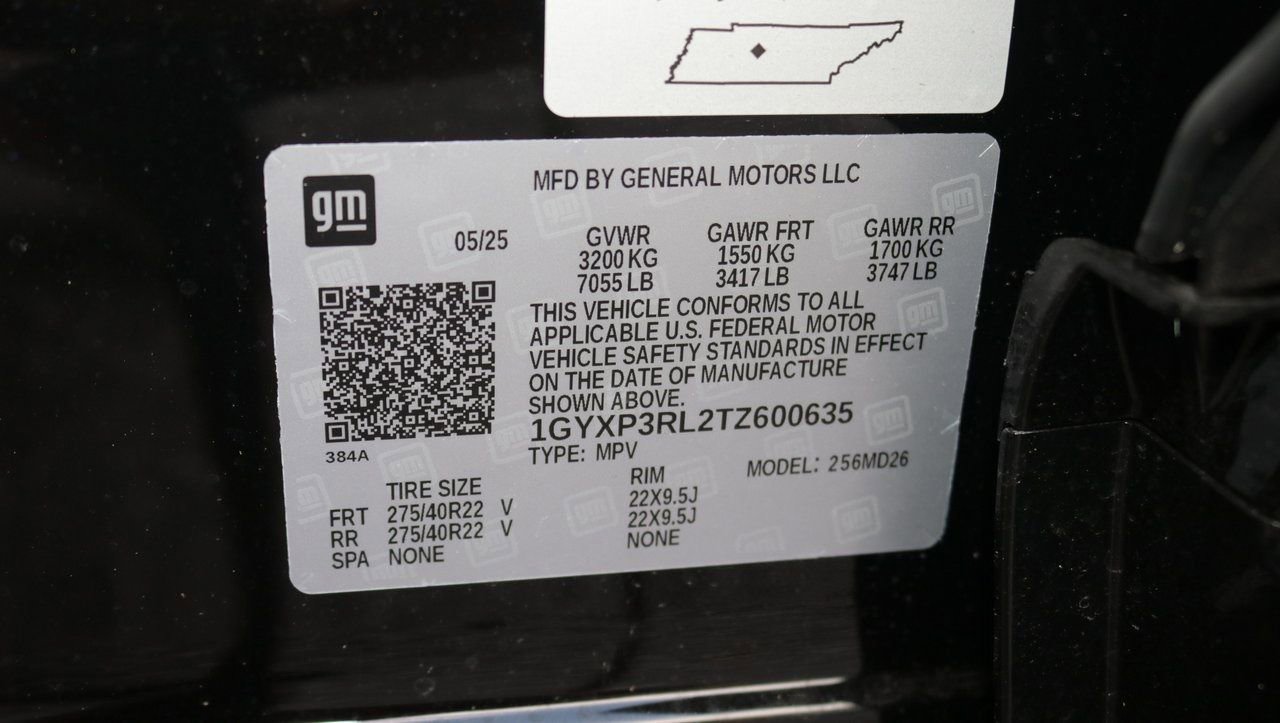 gm
MFD BY GENERAL MOTORS LLC
05/25
GVWR GAWR FRT GAWR RR
3200 KG 1550 KG 1700 KG
7055 LB 3417 LB 3747 LB
THIS VEHICLE CONFORMS TO ALL
APPLICABLE U.S. FEDERAL MOTOR
VEHICLE SAFETY STANDARDS IN EFFECT
ON THE DATE OF MANUFACTURE
SHOWN ABOVE.
1GYXP3RL2TZ600635
384A
TYPE: MPV MODEL: 256MD26
TIRE SIZE RIM
FRT 275/40R22 V 22X9.5J
RR 275/40R22 V 22X9.5J
SPA NONE NONE